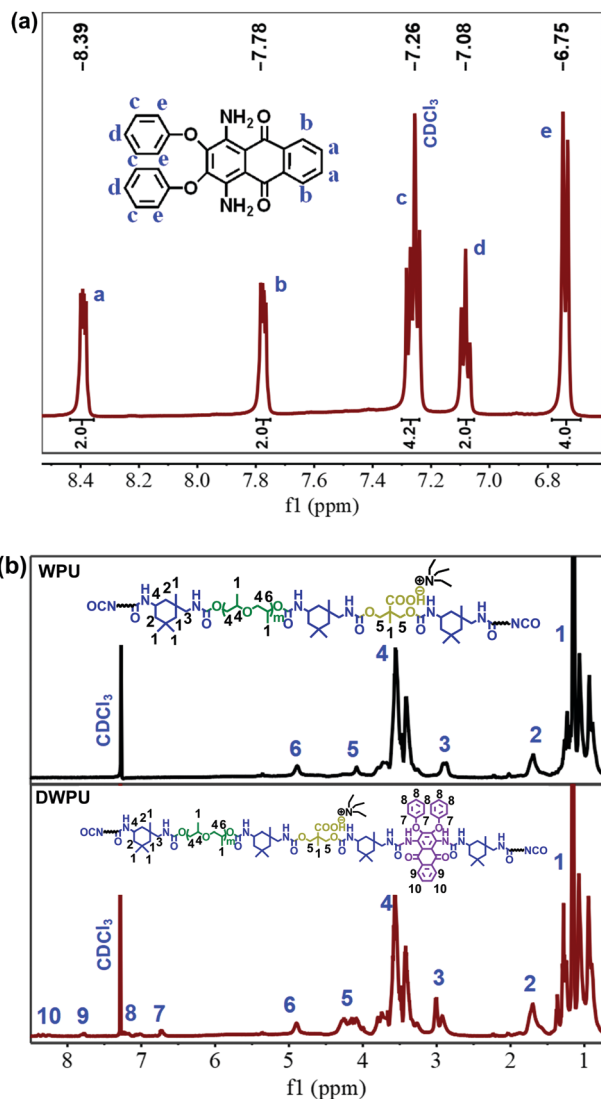 (a)
−8.39
−7.78
−7.26
−7.08
−6.75
c e NH₂ O b
d O a
c e
d e O a
c e NH₂ O b
CDCl₃
a
b
c
d
e
2.0
2.0
4.2
2.0
4.0
8.4 8.2 8.0 7.8 7.6 7.4 7.2 7.0 6.8
f1 (ppm)
(b)
WPU
CDCl₃
6
5
4
3
2
1
DWPU
CDCl₃
10
9
8
7
6
5
4
3
2
1
8 7 6 5 4 3 2 1
f1 (ppm)